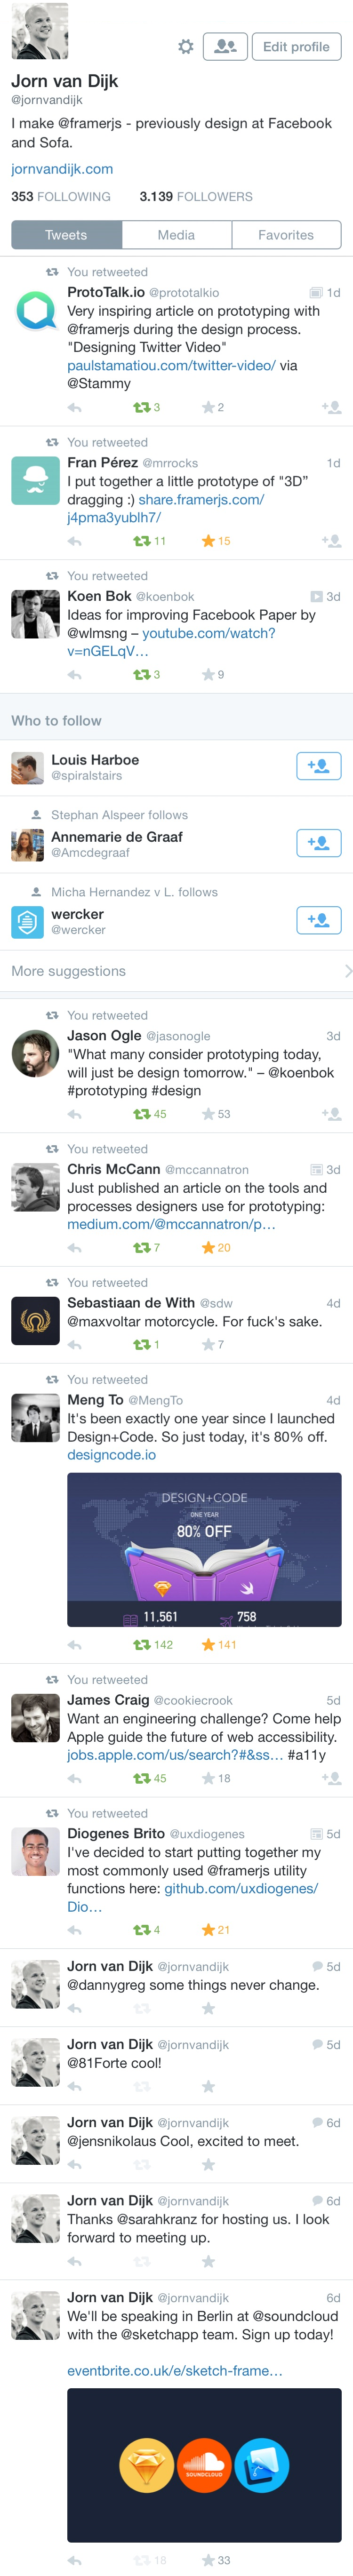 Edit profile
Jorn van Dijk
@jornvandijk
I make @framerjs - previously design at Facebook
and Sofa.
jornvandijk.com
353 FOLLOWING 3.139 FOLLOWERS
Tweets Media Favorites
You retweeted
ProtoTalk.io @prototalkio 1d
Very inspiring article on prototyping with
@framerjs during the design process.
"Designing Twitter Video"
paulstamatiou.com/twitter-video/ via
@Stammy
3 2
You retweeted
Fran Pérez @mrrocks 1d
I put together a little prototype of "3D”
dragging :) share.framerjs.com/
j4pma3yublh7/
11 15
You retweeted
Koen Bok @koenbok 3d
Ideas for improving Facebook Paper by
@wlmsng – youtube.com/watch?
v=nGELqV…
3 9
Who to follow
Louis Harboe
@spiralstairs
Stephan Alspeer follows
Annemarie de Graaf
@Amcdegraaf
Micha Hernandez v L. follows
wercker
@wercker
More suggestions
You retweeted
Jason Ogle @jasonogle 3d
"What many consider prototyping today,
will just be design tomorrow." – @koenbok
#prototyping #design
45 53
You retweeted
Chris McCann @mccannatron 3d
Just published an article on the tools and
processes designers use for prototyping:
medium.com/@mccannatron/p…
7 20
You retweeted
Sebastiaan de With @sdw 4d
@maxvoltar motorcycle. For fuck's sake.
1 7
You retweeted
Meng To @MengTo 4d
It's been exactly one year since I launched
Design+Code. So just today, it's 80% off.
designcode.io
DESIGN+CODE
ONE YEAR
80% OFF
11,561 758
142 141
You retweeted
James Craig @cookiecrook 5d
Want an engineering challenge? Come help
Apple guide the future of web accessibility.
jobs.apple.com/us/search?#&ss… #a11y
45 18
You retweeted
Diogenes Brito @uxdiogenes 5d
I've decided to start putting together my
most commonly used @framerjs utility
functions here: github.com/uxdiogenes/
Dio…
4 21
Jorn van Dijk @jornvandijk 5d
@dannygreg some things never change.
Jorn van Dijk @jornvandijk 5d
@81Forte cool!
Jorn van Dijk @jornvandijk 6d
@jensnikolaus Cool, excited to meet.
Jorn van Dijk @jornvandijk 6d
Thanks @sarahkranz for hosting us. I look
forward to meeting up.
Jorn van Dijk @jornvandijk 6d
We'll be speaking in Berlin at @soundcloud
with the @sketchapp team. Sign up today!
eventbrite.co.uk/e/sketch-frame…
SOUNDCLOUD
18 33